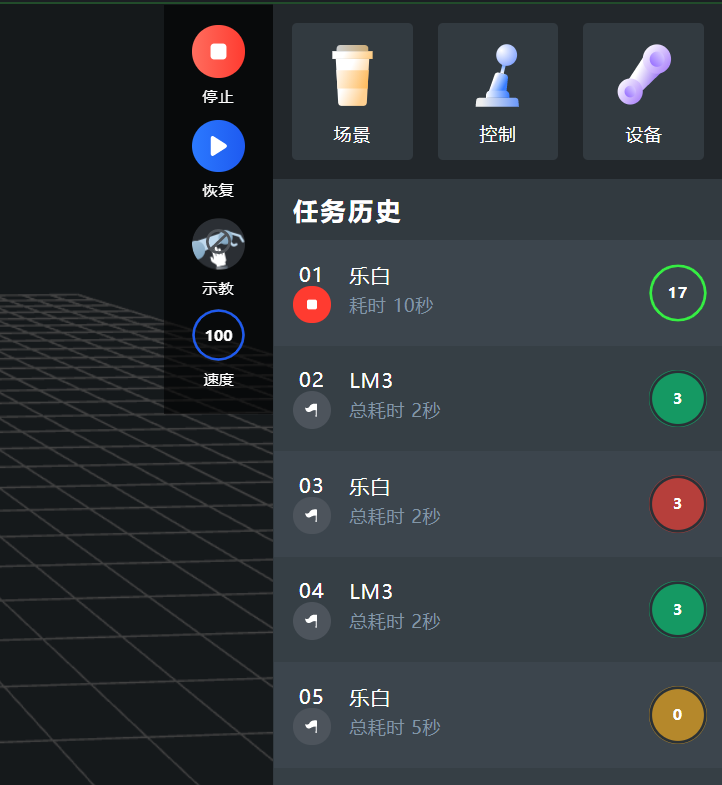 停止
恢复
示教
100
速度
场景
控制
设备
任务历史
01 乐白
耗时 10秒
17
02 LM3
总耗时 2秒
3
03 乐白
总耗时 2秒
3
04 LM3
总耗时 2秒
3
05 乐白
总耗时 5秒
0